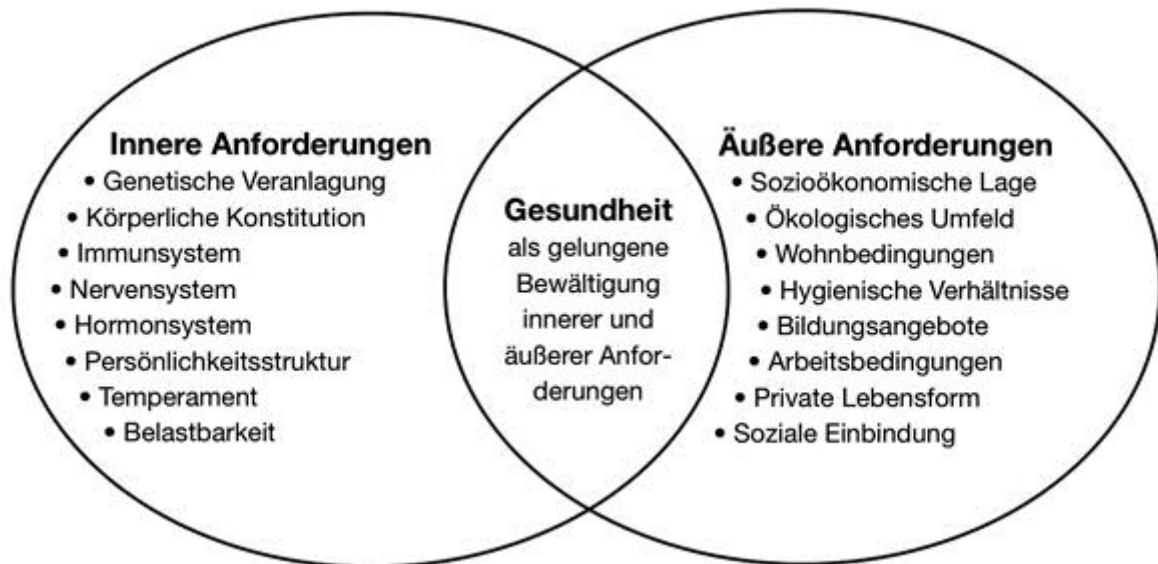 Innere Anforderungen
• Genetische Veranlagung
• Körperliche Konstitution
• Immunsystem
• Nervensystem
• Hormonsystem
• Persönlichkeitsstruktur
• Temperament
• Belastbarkeit
Gesundheit
als gelungene
Bewältigung
innerer und
äußerer Anfor-
derungen
Äußere Anforderungen
• Sozioökonomische Lage
• Ökologisches Umfeld
• Wohnbedingungen
• Hygienische Verhältnisse
• Bildungsangebote
• Arbeitsbedingungen
• Private Lebensform
• Soziale Einbindung